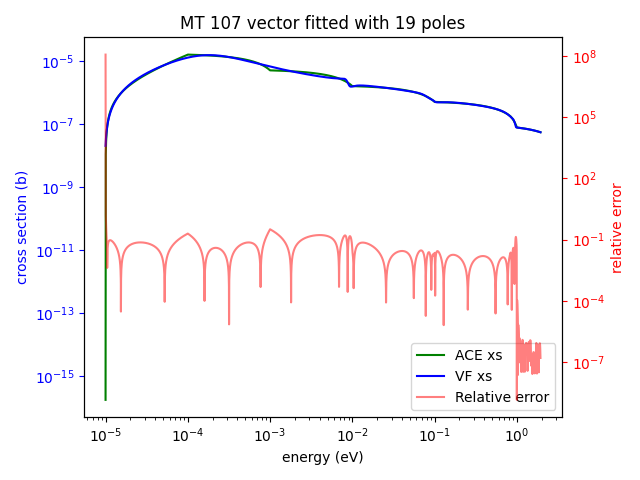 MT 107 vector fitted with 19 poles
cross section (b)
10⁻⁵
10⁻⁷
10⁻⁹
10⁻¹¹
10⁻¹³
10⁻¹⁵
10⁸
10⁵
10²
10⁻¹
10⁻⁴
10⁻⁷
relative error
ACE xs
VF xs
Relative error
10⁻⁵ 10⁻⁴ 10⁻³ 10⁻² 10⁻¹ 10⁰
energy (eV)